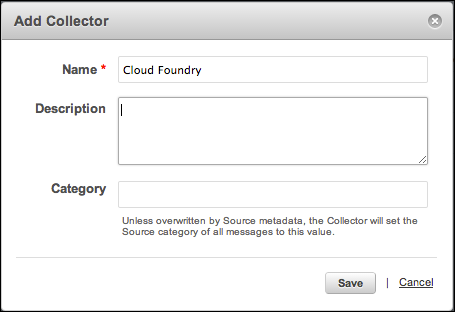 Add Collector
Name * Cloud Foundry
Description
Category
Unless overwritten by Source metadata, the Collector will set the
Source category of all messages to this value.
Save | Cancel